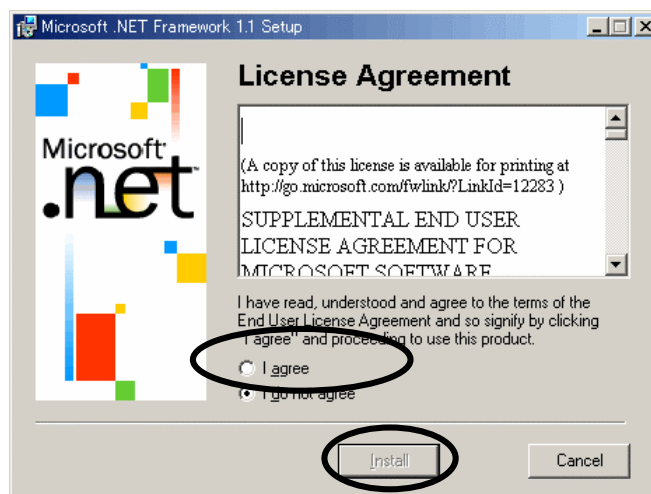 Microsoft .NET Framework 1.1 Setup
License Agreement
Microsoft
.net
(A copy of this license is available for printing at
http://go.microsoft.com/fwlink/?LinkId=12283 )
SUPPLEMENTAL END USER
LICENSE AGREEMENT FOR
MICROSOFT SOFTWARE
I have read, understood and agree to the terms of the
End User License Agreement and so signify by clicking
"I agree" and proceeding to use this product.
I agree
I do not agree
Install
Cancel